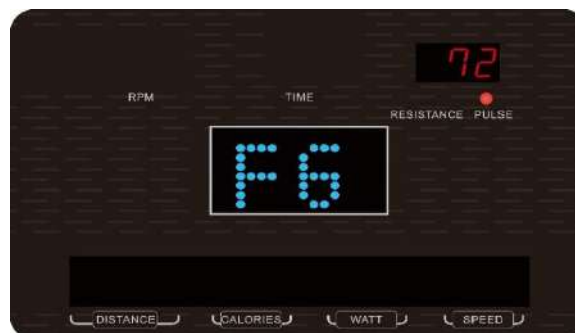 72
RPM TIME
RESISTANCE PULSE
F6
DISTANCE CALORIES WATT SPEED